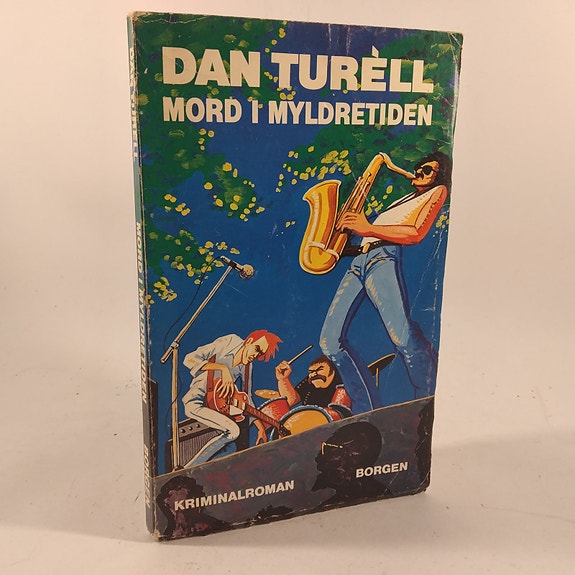 DAN TURÈLL
MORD I MYLDRETIDEN
KRIMINALROMAN
BORGEN